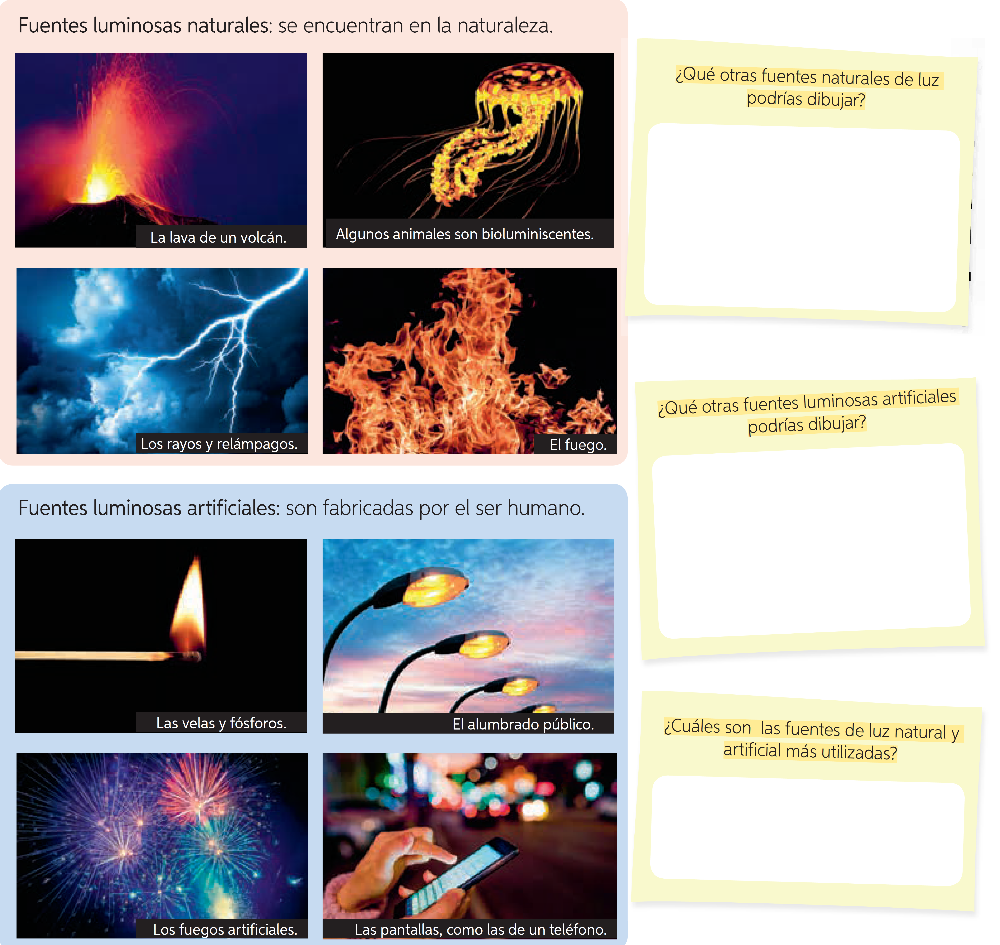 Fuentes luminosas naturales: se encuentran en la naturaleza.
La lava de un volcán.
Algunos animales son bioluminiscentes.
Los rayos y relámpagos.
El fuego.
Fuentes luminosas artificiales: son fabricadas por el ser humano.
Las velas y fósforos.
El alumbrado público.
Los fuegos artificiales.
Las pantallas, como las de un teléfono.
¿Qué otras fuentes naturales de luz
podrías dibujar?
¿Qué otras fuentes luminosas artificiales
podrías dibujar?
¿Cuáles son las fuentes de luz natural y
artificial más utilizadas?